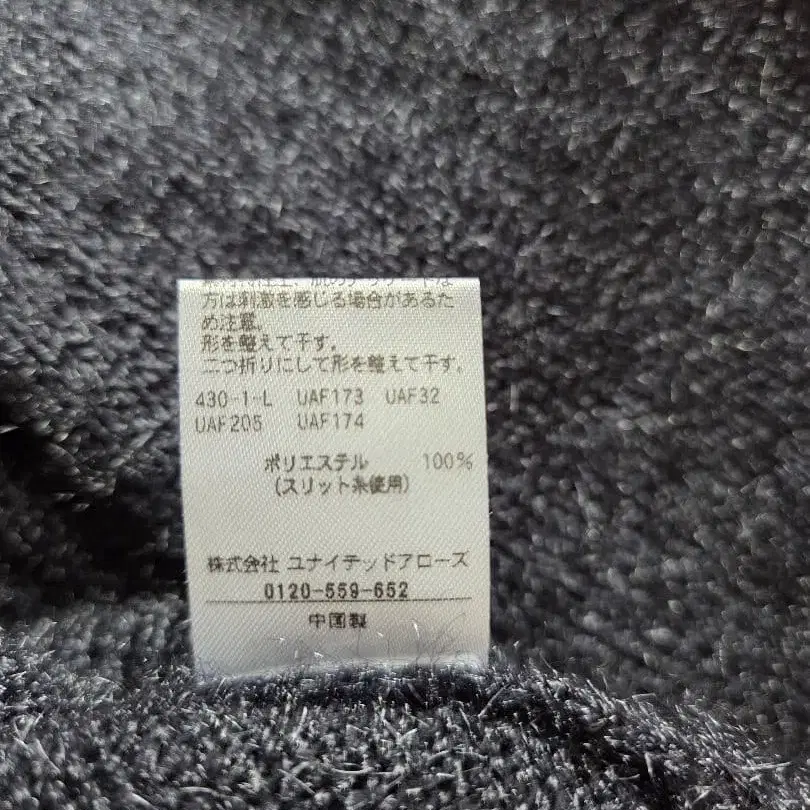 方は刺激を感じる場合があるた
め注意。
形を整えて干す。
二つ折りにして形を整えて干す。
430-1-L UAF173 UAF32
UAF205 UAF174
ポリエステル 100%
(スリット糸使用)
株式会社 ユナイテッドアローズ
0120-559-652
中国製